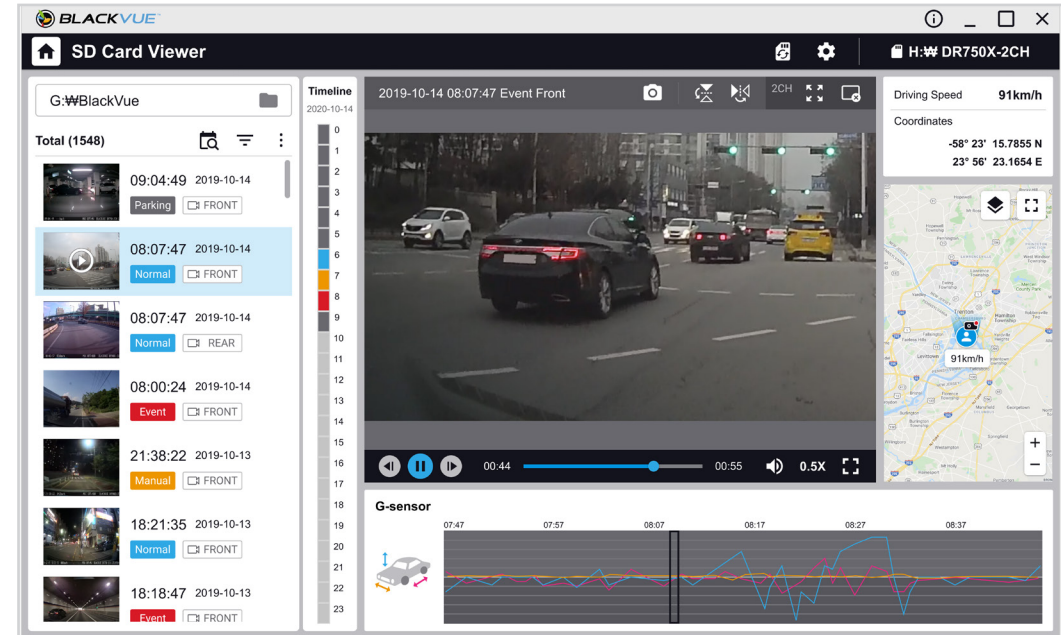 BLACKVUE
SD Card Viewer
H:₩ DR750X-2CH
G:₩BlackVue
Total (1548)
09:04:49 2019-10-14
Parking FRONT
08:07:47 2019-10-14
Normal FRONT
08:07:47 2019-10-14
Normal REAR
08:00:24 2019-10-14
Event FRONT
21:38:22 2019-10-13
Manual FRONT
18:21:35 2019-10-13
Normal FRONT
18:18:47 2019-10-13
Event FRONT
Timeline
2020-10-14
0
1
2
3
4
5
6
7
8
9
10
11
12
13
14
15
16
17
18
19
20
21
22
23
2019-10-14 08:07:47 Event Front
2CH
00:44
00:55
0.5X
Driving Speed 91km/h
Coordinates
-58° 23' 15.7855 N
23° 56' 23.1654 E
Trenton
Hamilton
Township
Levittown
91km/h
+
−
G-sensor
07:47 07:57 08:07 08:17 08:27 08:37